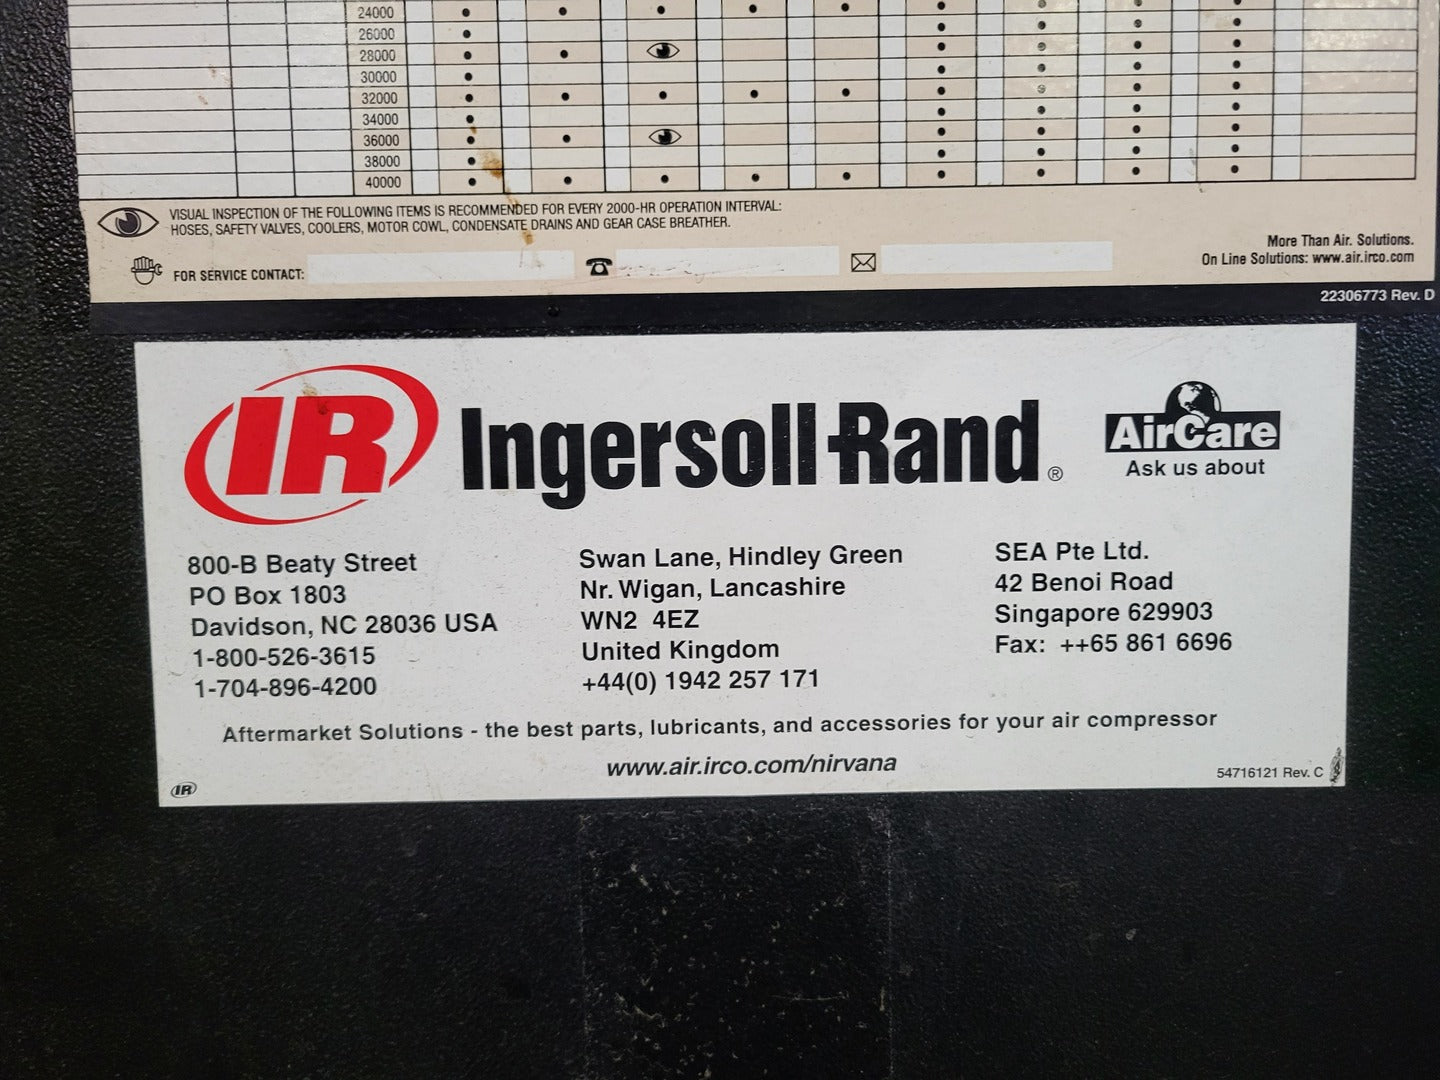 24000
26000
28000
30000
32000
34000
36000
38000
40000
VISUAL INSPECTION OF THE FOLLOWING ITEMS IS RECOMMENDED FOR EVERY 2000-HR OPERATION INTERVAL:
HOSES, SAFETY VALVES, COOLERS, MOTOR COWL, CONDENSATE DRAINS AND GEAR CASE BREATHER.
FOR SERVICE CONTACT:
More Than Air. Solutions.
On Line Solutions: www.air.irco.com
22306773 Rev. D
IR Ingersoll-Rand®
AirCare
Ask us about
800-B Beaty Street
PO Box 1803
Davidson, NC 28036 USA
1-800-526-3615
1-704-896-4200
Swan Lane, Hindley Green
Nr. Wigan, Lancashire
WN2 4EZ
United Kingdom
+44(0) 1942 257 171
SEA Pte Ltd.
42 Benoi Road
Singapore 629903
Fax: ++65 861 6696
Aftermarket Solutions - the best parts, lubricants, and accessories for your air compressor
www.air.irco.com/nirvana
IR
54716121 Rev. C